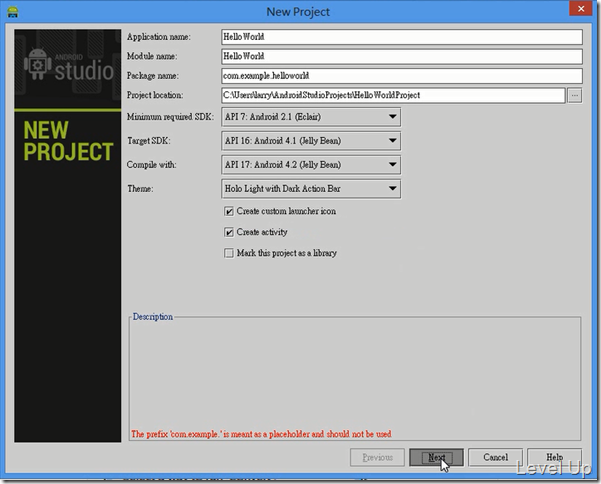 New Project
ANDROID
studio
NEW
PROJECT
Application name: HelloWorld
Module name: HelloWorld
Package name: com.example.helloworld
Project location: C:\Users\larry\AndroidStudioProjects\HelloWorldProject ...
Minimum required SDK: API 7: Android 2.1 (Eclair)
Target SDK: API 16: Android 4.1 (Jelly Bean)
Compile with: API 17: Android 4.2 (Jelly Bean)
Theme: Holo Light with Dark Action Bar
Create custom launcher icon
Create activity
Mark this project as a library
Description
The prefix 'com.example.' is meant as a placeholder and should not be used
Previous Next Cancel Help
Level Up